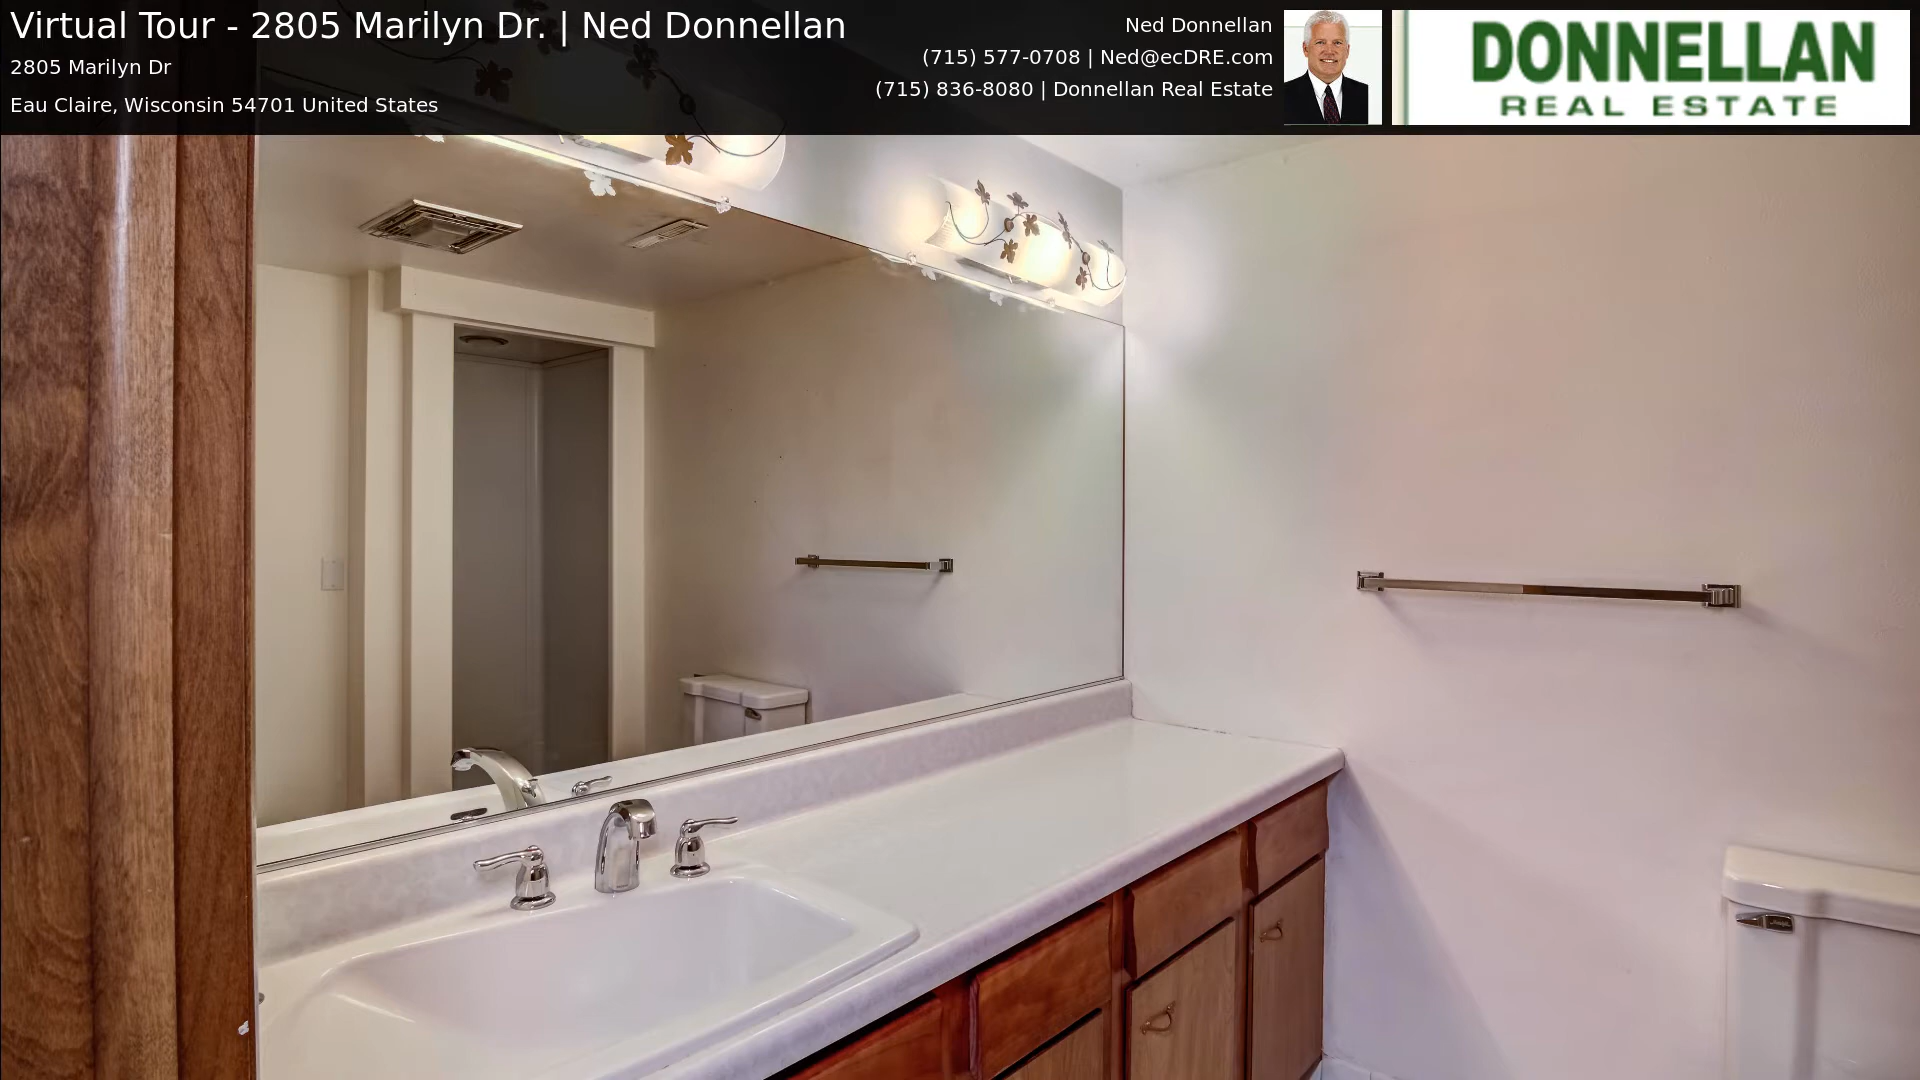 Virtual Tour - 2805 Marilyn Dr. | Ned Donnellan
2805 Marilyn Dr
Eau Claire, Wisconsin 54701 United States
Ned Donnellan
(715) 577-0708 | Ned@ecDRE.com
(715) 836-8080 | Donnellan Real Estate
DONNELLAN
REAL ESTATE